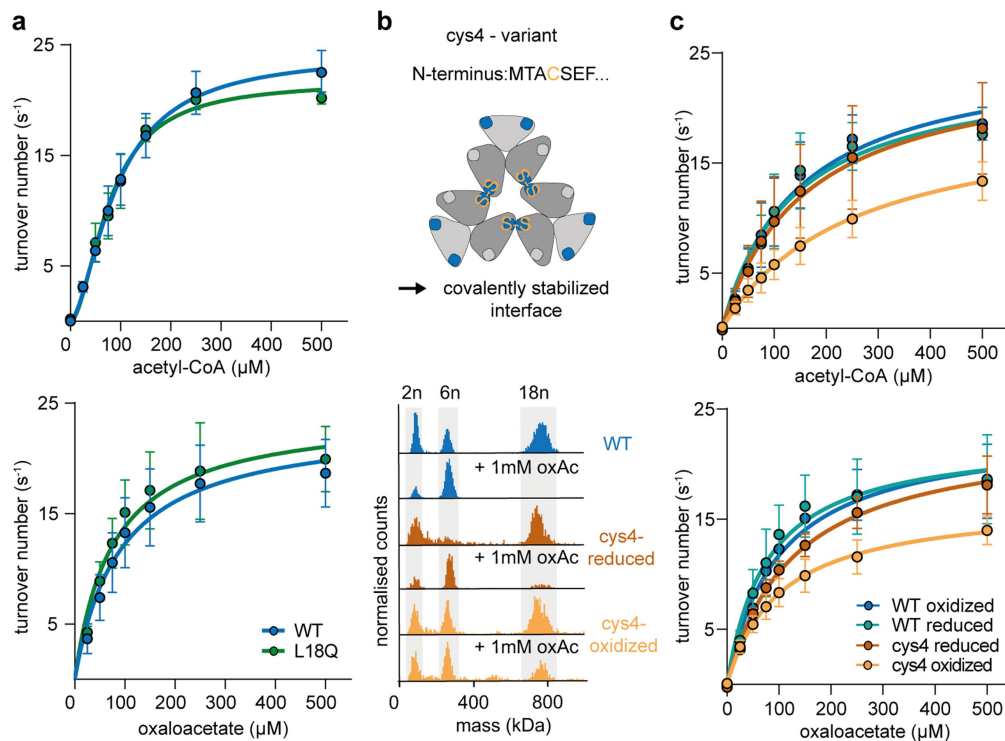 a
turnover number (s⁻¹)
25
15
5
0 100 200 300 400 500
acetyl-CoA (µM)
turnover number (s⁻¹)
25
15
5
0 100 200 300 400 500
oxaloacetate (µM)
WT
L18Q
b
cys4 - variant
N-terminus:MTACSEF...
S S S S
S S
→ covalently stabilized
interface
2n 6n 18n
WT
+ 1mM oxAc
cys4-
reduced
+ 1mM oxAc
cys4-
oxidized
+ 1mM oxAc
normalised counts
0 400 800
mass (kDa)
c
turnover number (s⁻¹)
25
15
5
0 100 200 300 400 500
acetyl-CoA (µM)
turnover number (s⁻¹)
25
15
5
0 100 200 300 400 500
oxaloacetate (µM)
WT oxidized
WT reduced
cys4 reduced
cys4 oxidized